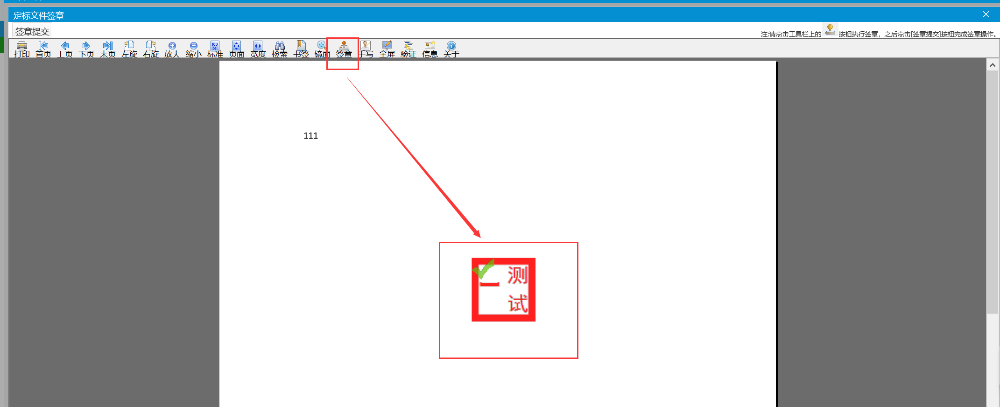 定标文件签章
签章提交
注:请点击工具栏上的 按钮执行签章，之后点击[签章提交]按钮完成签章操作。
打印 首页 上页 下页 末页 左旋 右旋 放大 缩小 标准 页面 宽度 检索 书签 镜面 签章 手写 全屏 验证 信息 关于
111
测
试
一